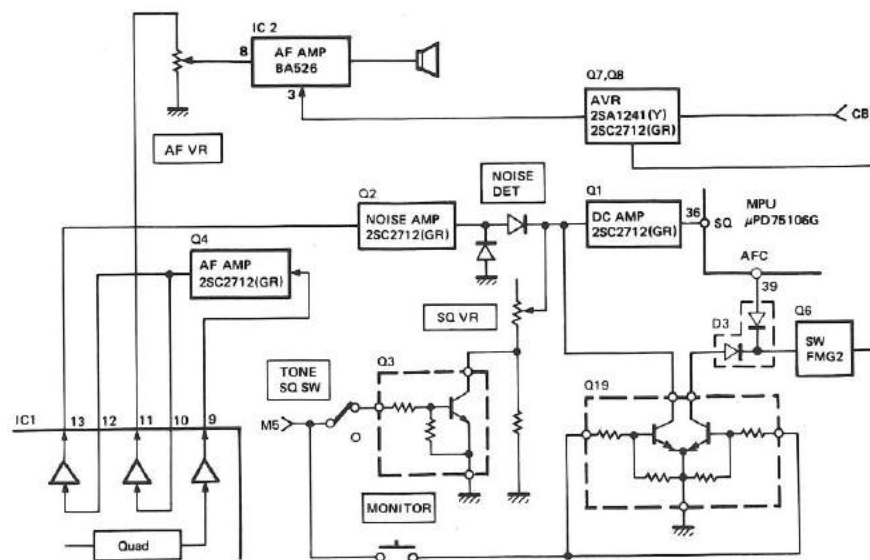 IC 2
8
AF AMP
BA526
3
Q7,Q8
AVR
2SA1241(Y)
2SC2712(GR)
CB
AF VR
NOISE
DET
Q2
NOISE AMP
2SC2712(GR)
Q1
DC AMP
2SC2712(GR)
36
SQ
MPU
μPD75106G
AFC
39
Q4
AF AMP
2SC2712(GR)
SQ VR
D3
Q6
SW
FMG2
TONE
SQ SW
Q3
Q19
M5
IC1
13
12
11
10
9
MONITOR
Quad